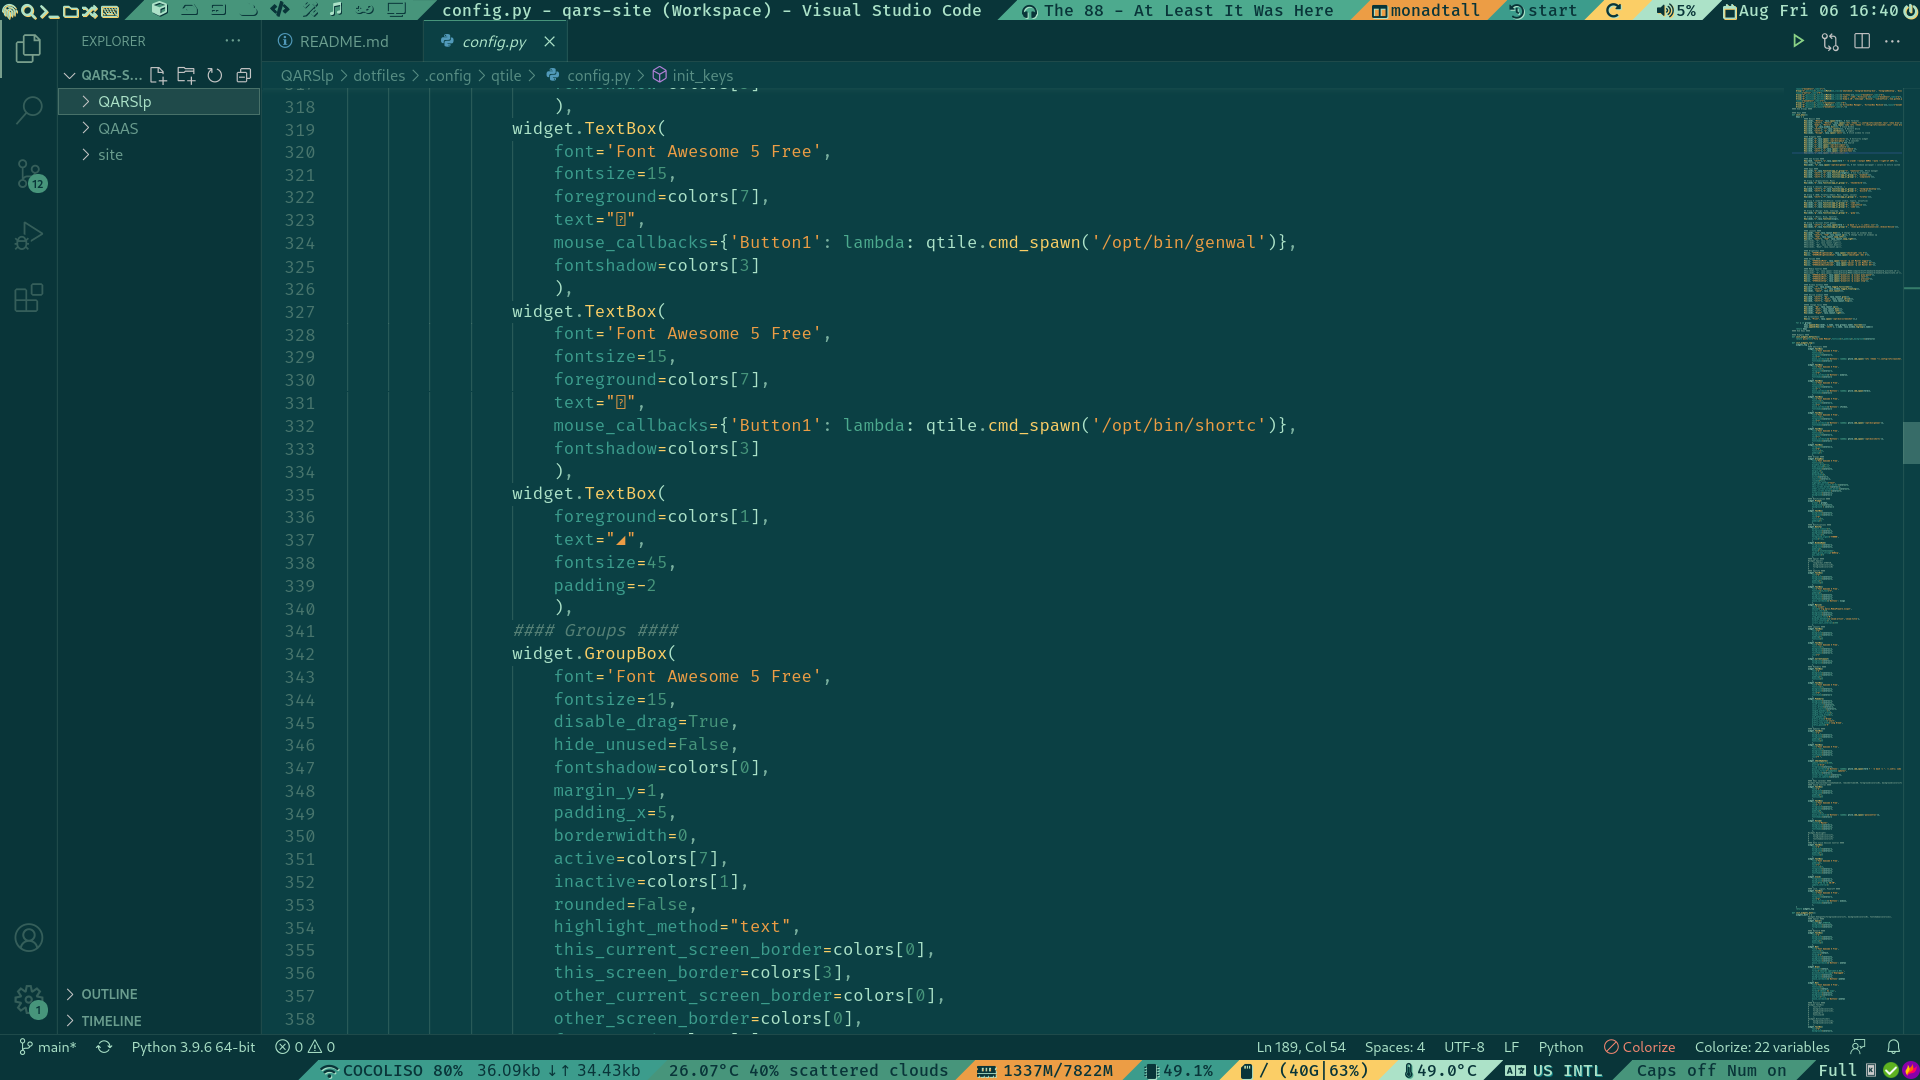 config.py - qars-site (Workspace) - Visual Studio Code
The 88 - At Least It Was Here
monadtall
start
5%
Aug Fri 06 16:40
EXPLORER
README.md
config.py
QARS-S...
QARSlp > dotfiles > .config > qtile > config.py > init_keys
QARSlp
QAAS
site
12
318 ),
319 widget.TextBox(
320 font='Font Awesome 5 Free',
321 fontsize=15,
322 foreground=colors[7],
323 text="",
324 mouse_callbacks={'Button1': lambda: qtile.cmd_spawn('/opt/bin/genwal')},
325 fontshadow=colors[3]
326 ),
327 widget.TextBox(
328 font='Font Awesome 5 Free',
329 fontsize=15,
330 foreground=colors[7],
331 text="",
332 mouse_callbacks={'Button1': lambda: qtile.cmd_spawn('/opt/bin/shortc')},
333 fontshadow=colors[3]
334 ),
335 widget.TextBox(
336 foreground=colors[1],
337 text="◢",
338 fontsize=45,
339 padding=-2
340 ),
341 #### Groups ####
342 widget.GroupBox(
343 font='Font Awesome 5 Free',
344 fontsize=15,
345 disable_drag=True,
346 hide_unused=False,
347 fontshadow=colors[0],
348 margin_y=1,
349 padding_x=5,
350 borderwidth=0,
351 active=colors[7],
352 inactive=colors[1],
353 rounded=False,
354 highlight_method="text",
355 this_current_screen_border=colors[0],
356 this_screen_border=colors[3],
357 other_current_screen_border=colors[0],
358 other_screen_border=colors[0],
OUTLINE
1
TIMELINE
main*
Python 3.9.6 64-bit
0 0
Ln 189, Col 54
Spaces: 4
UTF-8
LF
Python
Colorize
Colorize: 22 variables
COCOLISO 80% 36.09kb ↓↑ 34.43kb
26.07°C 40% scattered clouds
1337M/7822M
49.1%
/ (40G|63%)
49.0°C
US INTL
Caps off Num on
Full